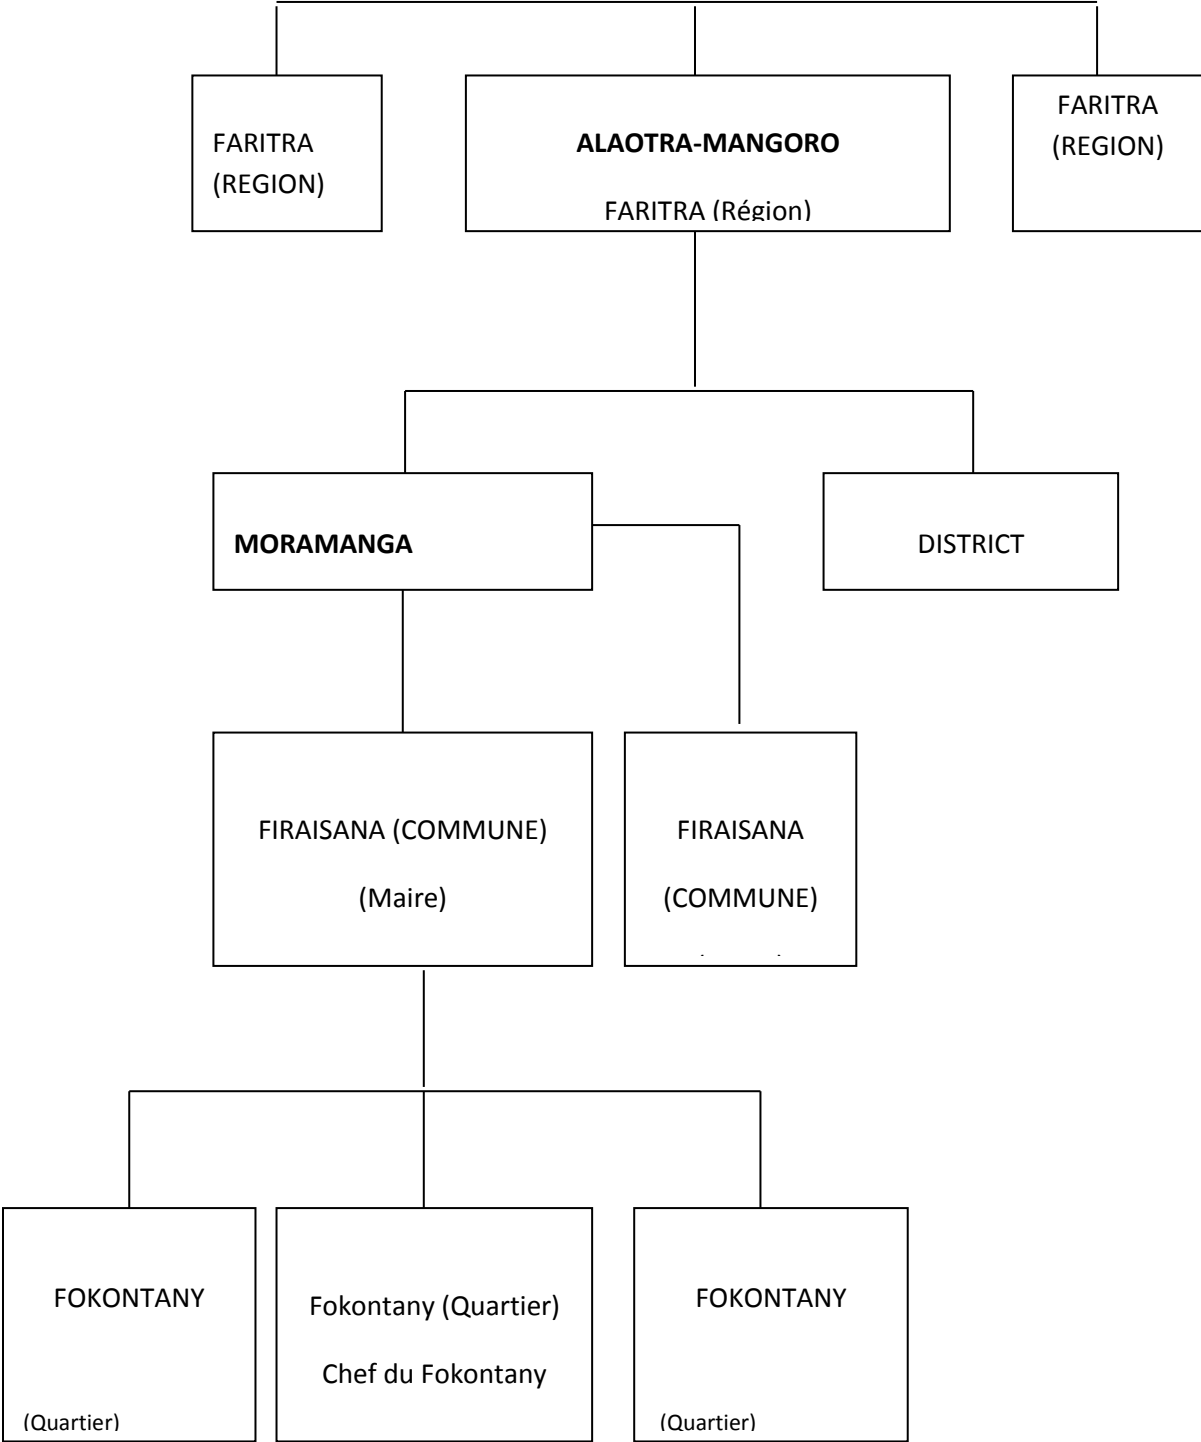 FARITRA
(REGION)
ALAOTRA-MANGORO
FARITRA (Région)
FARITRA
(REGION)
MORAMANGA
DISTRICT
FIRAISANA (COMMUNE)
(Maire)
FIRAISANA
(COMMUNE)
FOKONTANY
(Quartier)
Fokontany (Quartier)
Chef du Fokontany
FOKONTANY
(Quartier)